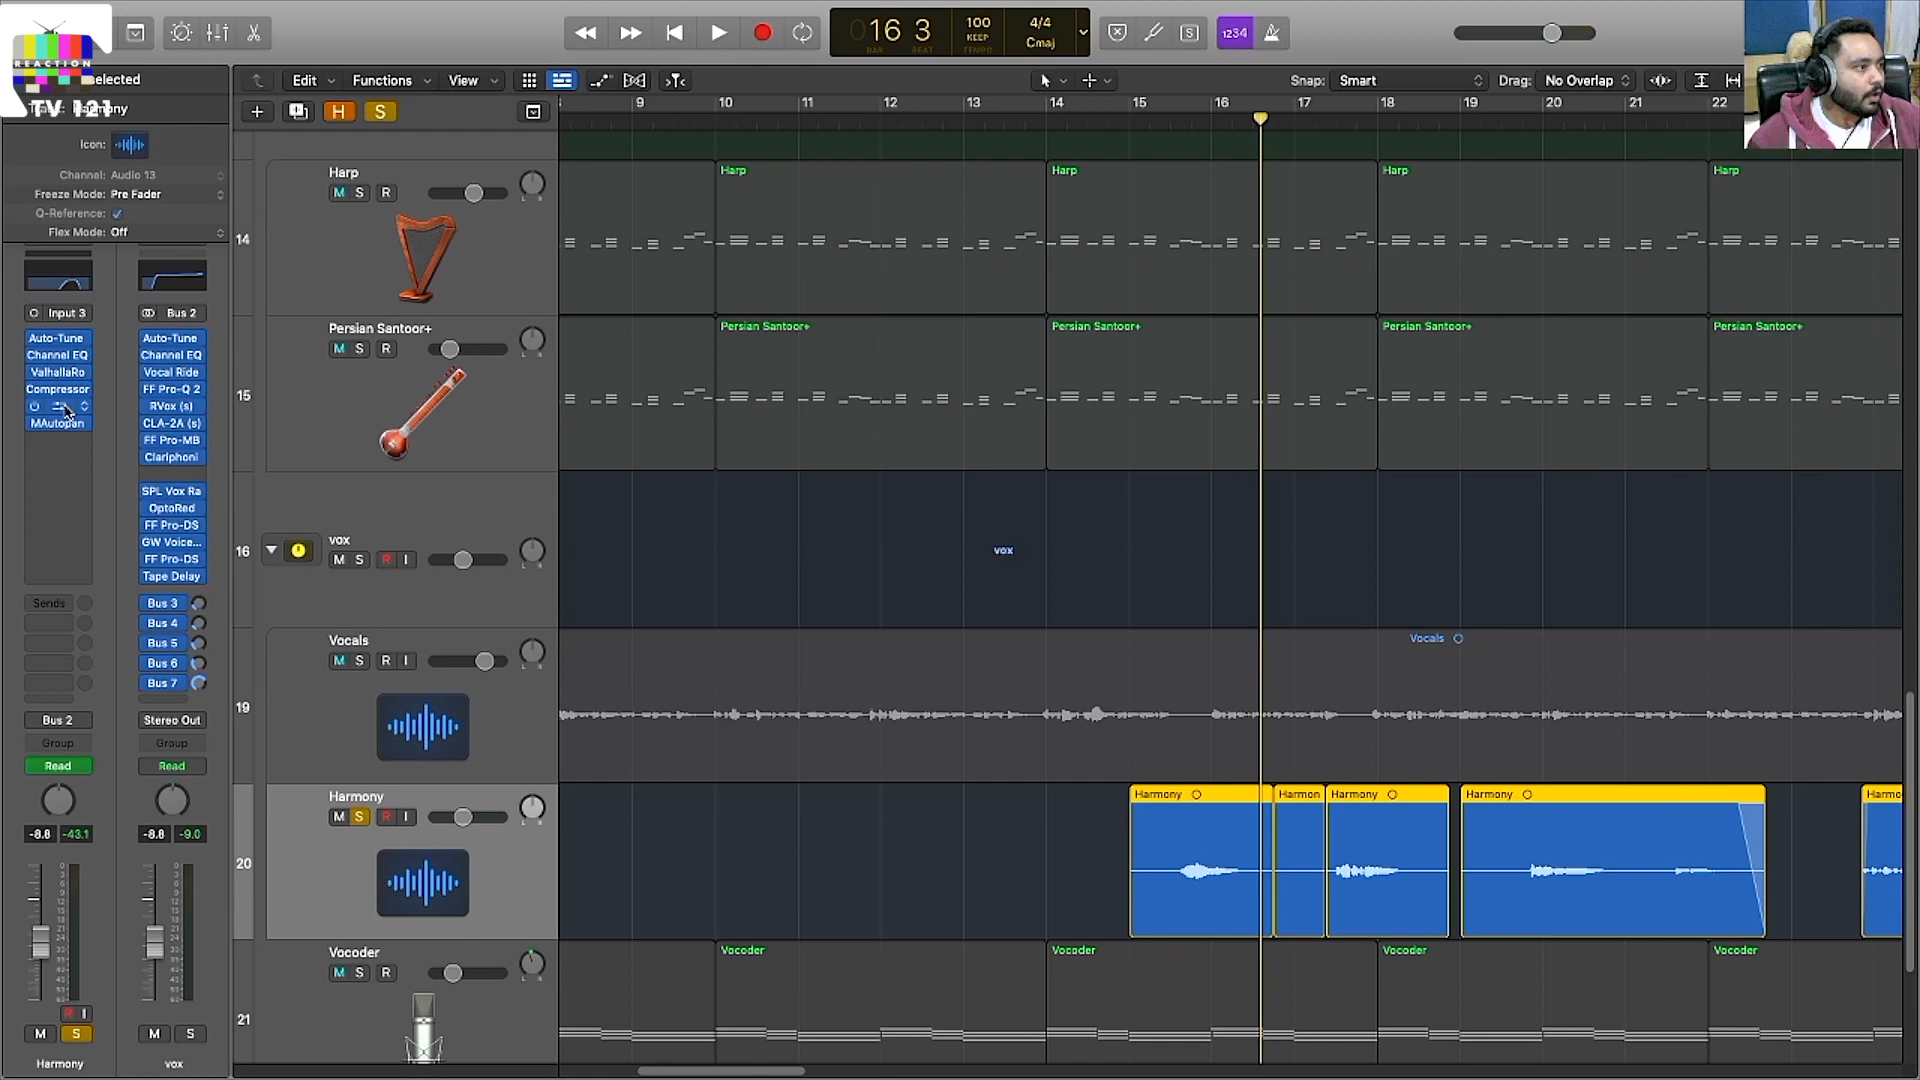 REACTION
TV 121
selected
Harmony
Icon:
Channel: Audio 13
Freeze Mode: Pre Fader
Q-Reference:
Flex Mode: Off
Input 3
Bus 2
Auto-Tune
Channel EQ
ValhallaRo
Compressor
MAutopan
Auto-Tune
Channel EQ
Vocal Ride
FF Pro-Q 2
RVox (s)
CLA-2A (s)
FF Pro-MB
Clariphoni
SPL Vox Ra
OptoRed
FF Pro-DS
GW Voice...
FF Pro-DS
Tape Delay
Sends
Bus 3
Bus 4
Bus 5
Bus 6
Bus 7
Bus 2
Stereo Out
Group
Group
Read
Read
-8.8 -43.1
-8.8 -9.0
R I
M S
M S
Harmony
vox
16 3
BAR BEAT
100
KEEP
TEMPO
4/4
Cmaj
S
1234
Edit Functions View
Snap: Smart
Drag: No Overlap
H S
9 10 11 12 13 14 15 16 17 18 19 20 21 22
14
Harp
M S R
Harp Harp Harp Harp
15
Persian Santoor+
M S R
Persian Santoor+ Persian Santoor+ Persian Santoor+ Persian Santoor+
16
vox
M S R I
vox
19
Vocals
M S R I
Vocals
20
Harmony
M S R I
Harmony Harmon Harmony Harmony Harmo
21
Vocoder
M S R
Vocoder Vocoder Vocoder Vocoder